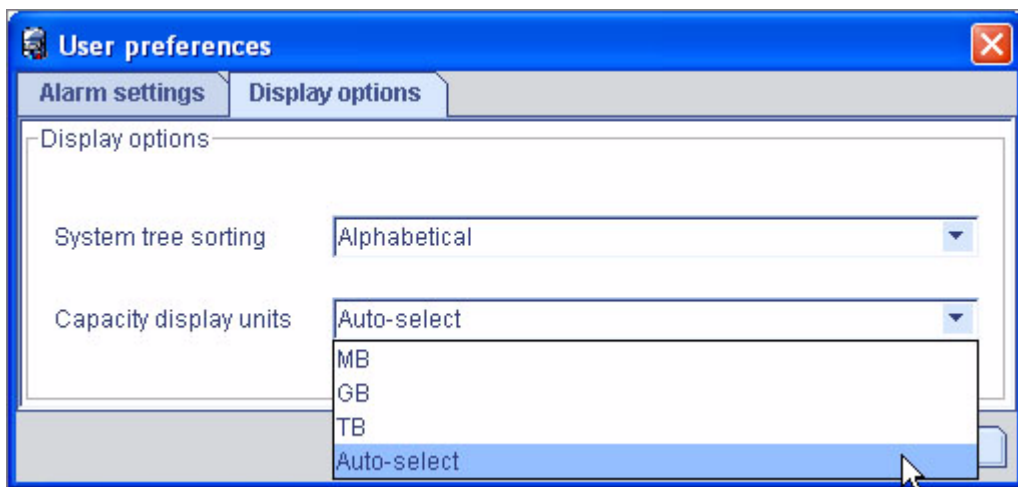 User preferences
Alarm settings
Display options
Display options
System tree sorting
Alphabetical
Capacity display units
Auto-select
MB
GB
TB
Auto-select